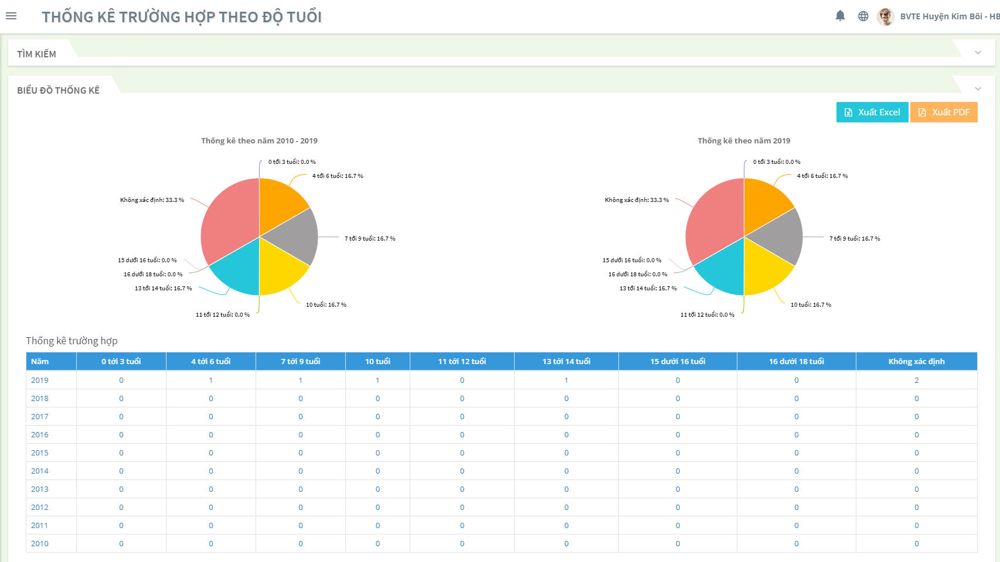 THỐNG KÊ TRƯỜNG HỢP THEO ĐỘ TUỔI
BVTE Huyện Kim Bôi - HB
TÌM KIẾM
BIỂU ĐỒ THỐNG KÊ
Xuất Excel
Xuất PDF
Thống kê theo năm 2010 - 2019
0 tới 3 tuổi: 0.0 %
4 tới 6 tuổi: 16.7 %
Không xác định: 33.3 %
7 tới 9 tuổi: 16.7 %
15 dưới 16 tuổi: 0.0 %
16 dưới 18 tuổi: 0.0 %
13 tới 14 tuổi: 16.7 %
10 tuổi: 16.7 %
11 tới 12 tuổi: 0.0 %
Thống kê theo năm 2019
0 tới 3 tuổi: 0.0 %
4 tới 6 tuổi: 16.7 %
Không xác định: 33.3 %
7 tới 9 tuổi: 16.7 %
15 dưới 16 tuổi: 0.0 %
16 dưới 18 tuổi: 0.0 %
13 tới 14 tuổi: 16.7 %
10 tuổi: 16.7 %
11 tới 12 tuổi: 0.0 %
Thống kê trường hợp
Năm 0 tới 3 tuổi 4 tới 6 tuổi 7 tới 9 tuổi 10 tuổi 11 tới 12 tuổi 13 tới 14 tuổi 15 dưới 16 tuổi 16 dưới 18 tuổi Không xác định
2019 0 1 1 1 0 1 0 0 2
2018 0 0 0 0 0 0 0 0 0
2017 0 0 0 0 0 0 0 0 0
2016 0 0 0 0 0 0 0 0 0
2015 0 0 0 0 0 0 0 0 0
2014 0 0 0 0 0 0 0 0 0
2013 0 0 0 0 0 0 0 0 0
2012 0 0 0 0 0 0 0 0 0
2011 0 0 0 0 0 0 0 0 0
2010 0 0 0 0 0 0 0 0 0